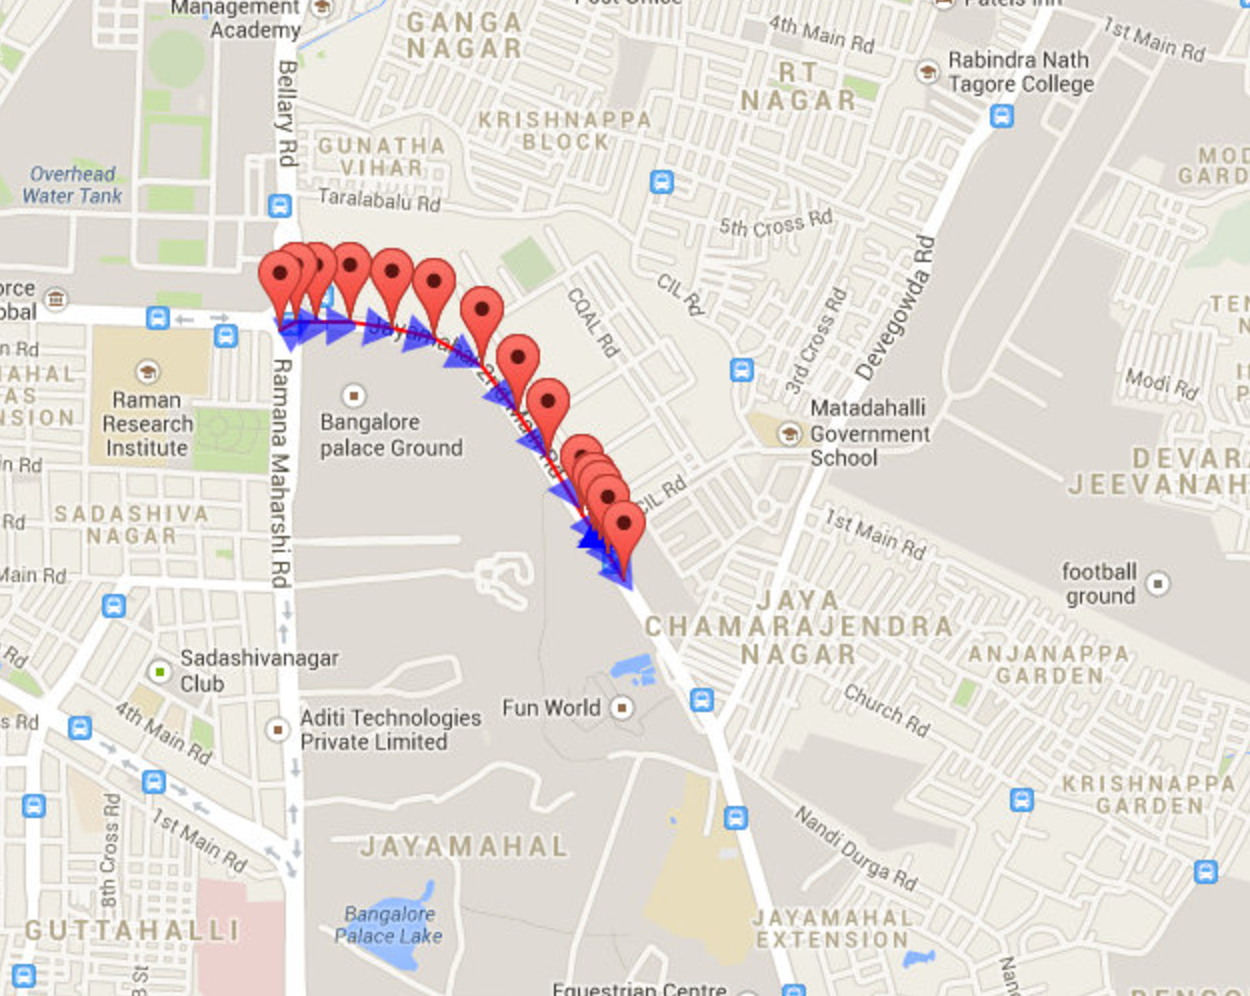 Management
Academy
Post Office
Patels Inn
GANGA
NAGAR
4th Main Rd
1st Main Rd
Rabindra Nath
Tagore College
RT
NAGAR
Bellary Rd
KRISHNAPPA
BLOCK
GUNATHA
VIHAR
Overhead
Water Tank
Taralabalu Rd
5th Cross Rd
MOD
GARD
CIL Rd
Devegowda Rd
orce
obal
CQAL Rd
3rd Cross Rd
TEN
n Rd
AHAL
AS
NSION
Raman
Research
Institute
Ramana Maharshi Rd
Bangalore
palace Ground
Modi Rd
Matadahalli
Government
School
in Rd
CIL Rd
DEVAR
JEEVANAH
SADASHIVA
NAGAR
Rd
1st Main Rd
Main Rd
football
ground
JAYA
CHAMARAJENDRA
NAGAR
ANJANAPPA
GARDEN
Rd
Sadashivanagar
Club
Fun World
Church Rd
s Rd
4th Main Rd
Aditi Technologies
Private Limited
KRISHNAPPA
GARDEN
8th Cross Rd
1st Main Rd
JAYAMAHAL
Nandi Durga Rd
GUTTAHALLI
Bangalore
Palace Lake
JAYAMAHAL
EXTENSION
St
Nand
Equestrian Centre